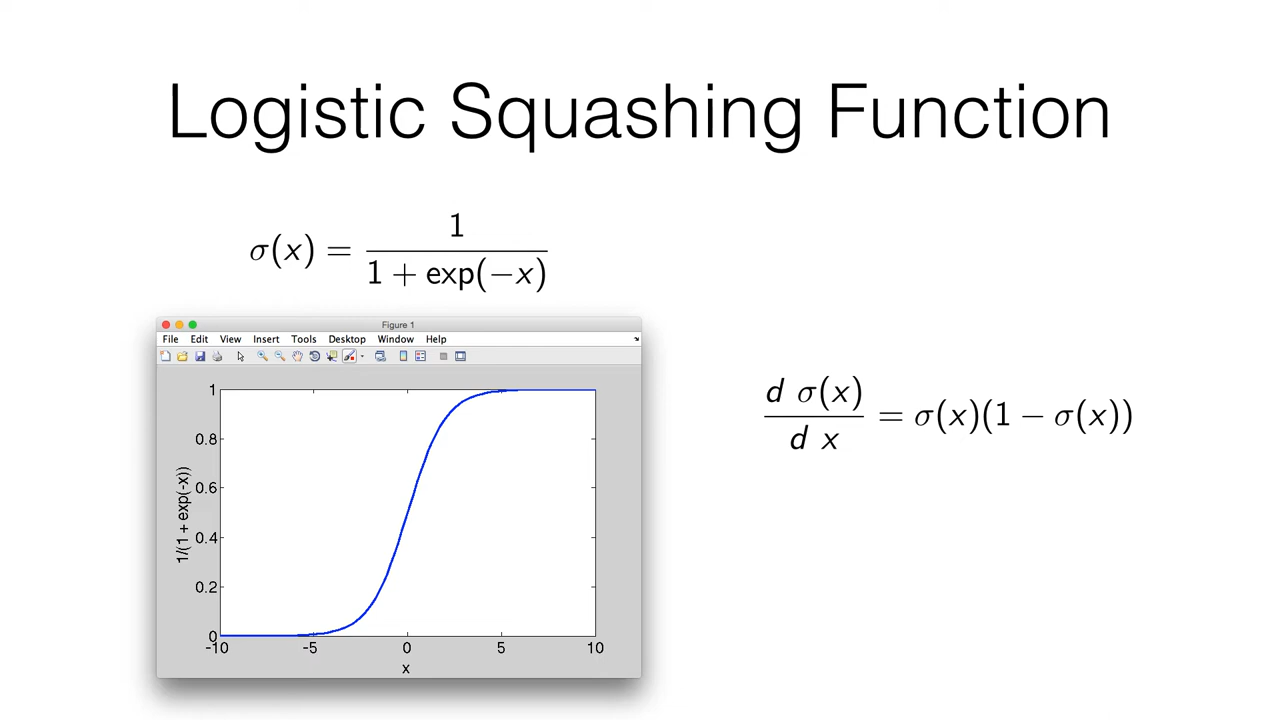 Logistic Squashing Function
σ(x) = 1 / (1 + exp(−x))
Figure 1
File Edit View Insert Tools Desktop Window Help
1/(1 + exp(-x))
1
0.8
0.6
0.4
0.2
0
-10 -5 0 5 10
x
d σ(x) / d x = σ(x)(1 − σ(x))